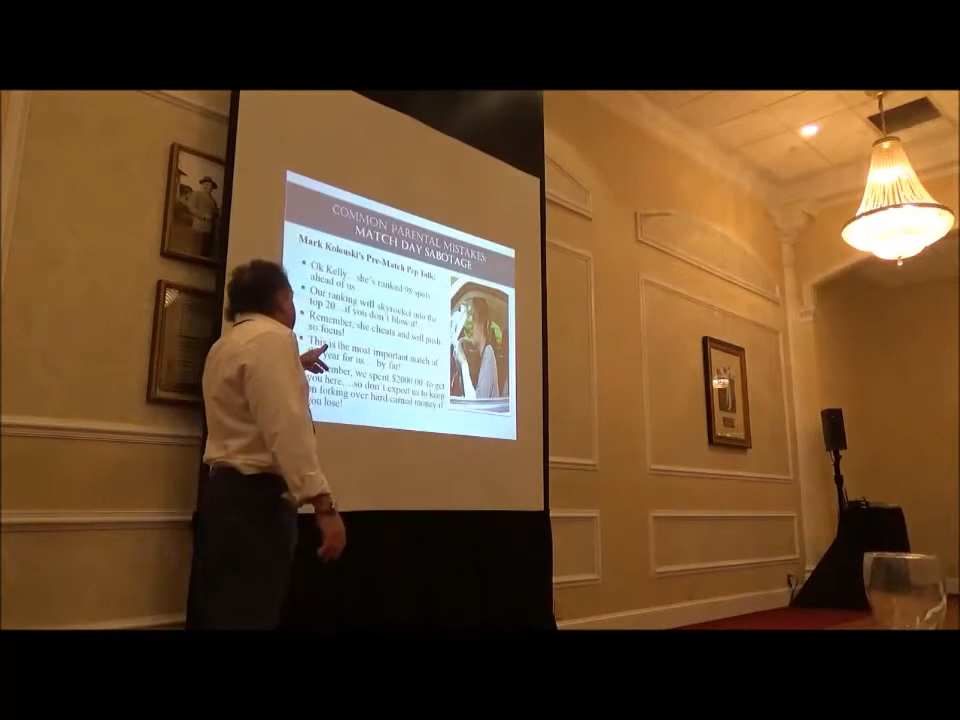 COMMON PARENTAL MISTAKES:
MATCH DAY SABOTAGE
Mark Kolouski's Pre-Match Pep Talk:
▪ Ok Kelly…she's ranked 98 spots
ahead of us
▪ Our ranking will skyrocket into the
top 20…if you don't blow it!
▪ Remember, she cheats and will push
so focus!
▪ This is the most important match of
year for us… by far!
we spent $2000.00 to get
you here,…so don't expect us to keep
on forking over hard earned money if
you lose!